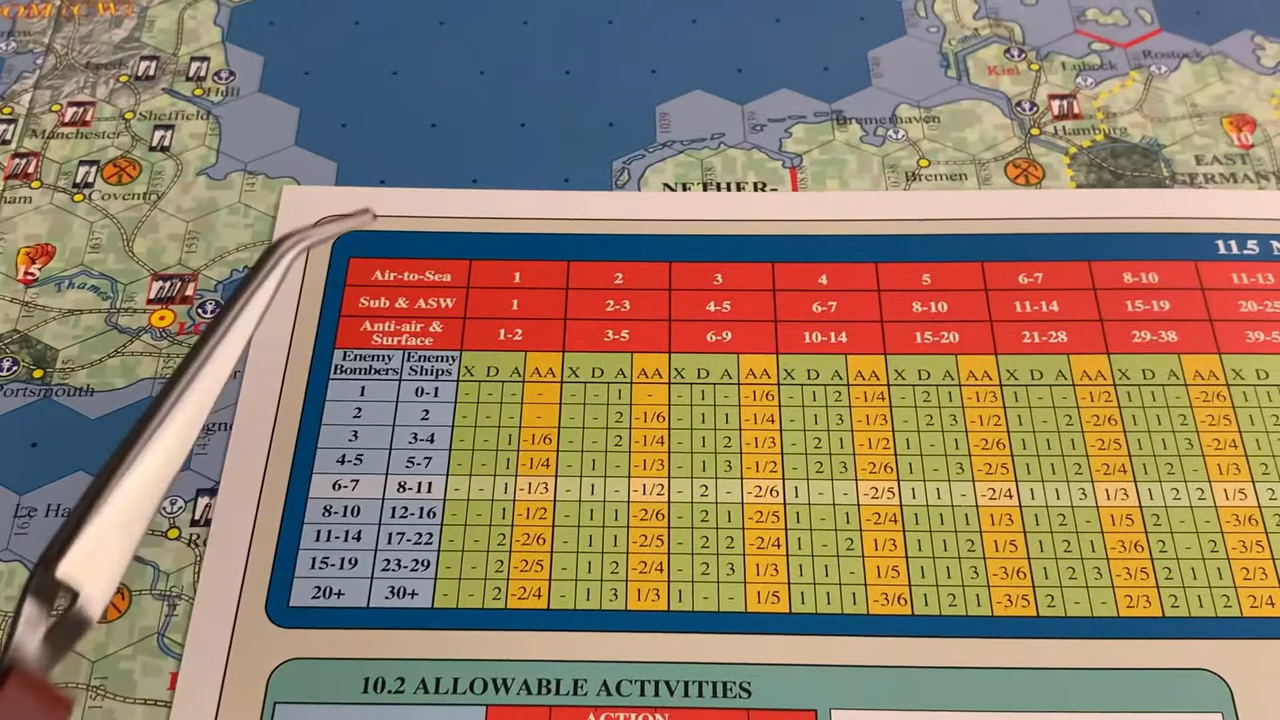 Leeds
Hull
Sheffield
Manchester
Coventry
15
Thames
Portsmouth
1637
1537
1039
Kiel
Lubock
Rostock
Bremerhaven
Hamburg
Bremen
10
EAST
GERMANY
NETHER-
11.5
Air-to-Sea 1 2 3 4 5 6-7 8-10 11-13
Sub & ASW 1 2-3 4-5 6-7 8-10 11-14 15-19
Anti-air & Surface 1-2 3-5 6-9 10-14 15-20 21-28 29-38
Enemy Bombers Enemy Ships X D A AA X D A AA X D A AA X D A AA X D A AA X D A AA X D A AA X D
1 0-1 - - - - - - 1 - - 1 - -1/6 - 1 2 -1/4 - 2 1 -1/3 1 - - -1/2 1 1 - -2/6 1
2 2 - - - - - - 2 -1/6 - 1 1 -1/4 - 1 3 -1/3 - 2 3 -1/2 1 1 - -2/6 1 1 2 -2/5 1 2
3 3-4 - - 1 -1/6 - - 2 -1/4 - 1 2 -1/3 - 2 1 -1/2 1 - - -2/6 1 1 1 -2/5 1 1 3 -2/4 1 2
4-5 5-7 - - 1 -1/4 - 1 - -1/3 - 1 3 -1/2 - 2 3 -2/6 1 - 3 -2/5 1 1 2 -2/4 1 2 - 1/3 2
6-7 8-11 - - 1 -1/3 - 1 - -1/2 - 2 - -2/6 1 - - -2/5 1 1 - -2/4 1 1 3 1/3 1 2 2 1/5 2
8-10 12-16 - - 1 -1/2 - 1 1 -2/6 - 2 1 -2/5 1 - 1 -2/4 1 1 1 1/3 1 2 - 1/5 2 - - -3/6 2
11-14 17-22 - - 2 -2/6 - 1 1 -2/5 - 2 2 -2/4 1 - 2 1/3 1 1 2 1/5 1 2 1 -3/6 2 - 2 -3/5 2
15-19 23-29 - - 2 -2/5 - 1 2 -2/4 - 2 3 1/3 1 1 - 1/5 1 1 3 -3/6 1 2 3 -3/5 2 1 1 2/3 2
20+ 30+ - - 2 -2/4 - 1 3 1/3 1 - - 1/5 1 1 1 -3/6 1 2 1 -3/5 2 - - 2/3 2 1 2 2/4
10.2 ALLOWABLE ACTIVITIES
ACTION